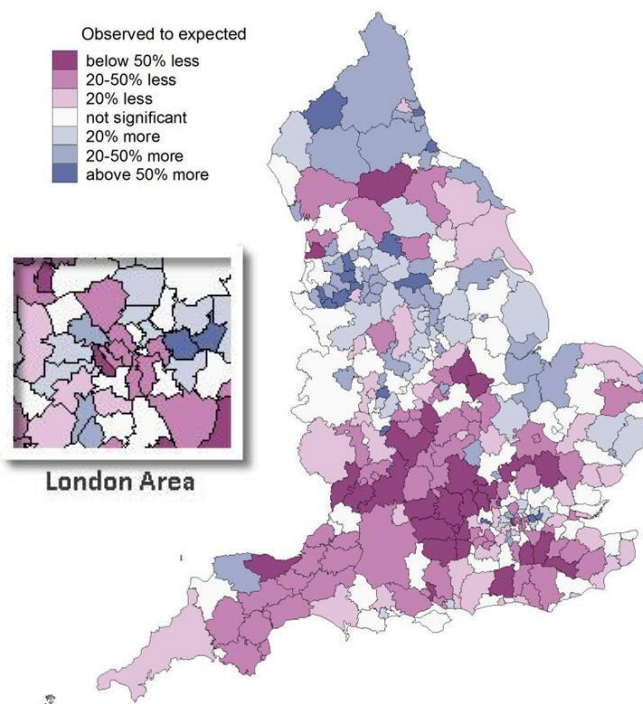 Observed to expected
below 50% less
20-50% less
20% less
not significant
20% more
20-50% more
above 50% more
London Area